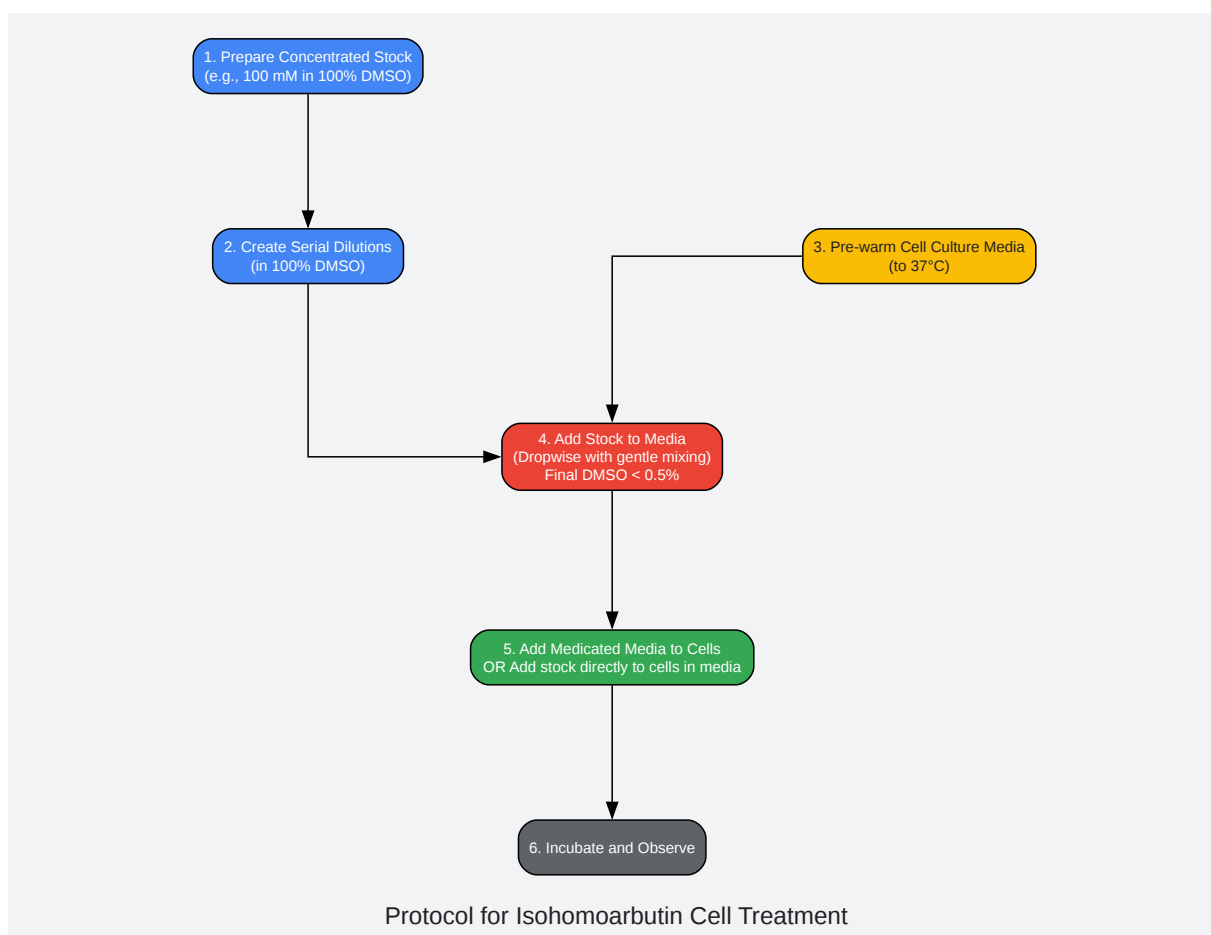 1. Prepare Concentrated Stock
(e.g., 100 mM in 100% DMSO)
2. Create Serial Dilutions
(in 100% DMSO)
3. Pre-warm Cell Culture Media
(to 37°C)
4. Add Stock to Media
(Dropwise with gentle mixing)
Final DMSO < 0.5%
5. Add Medicated Media to Cells
OR Add stock directly to cells in media
6. Incubate and Observe
Protocol for Isohomoarbutin Cell Treatment